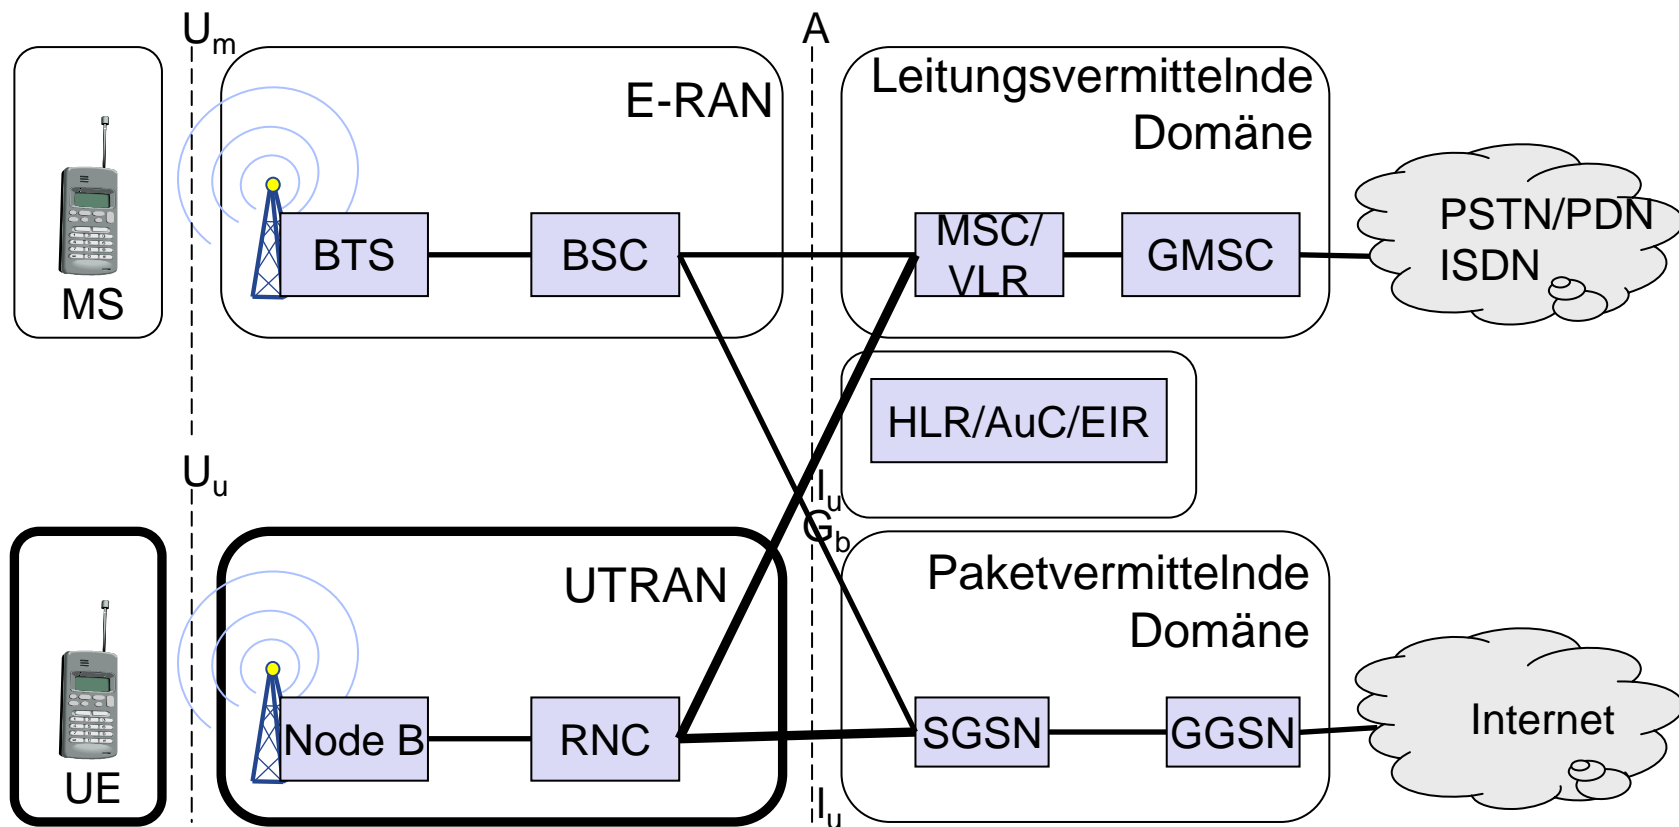 Um
A
E-RAN
Leitungsvermittelnde
Domäne
MS
BTS
BSC
MSC/
VLR
GMSC
PSTN/PDN
ISDN
HLR/AuC/EIR
Uu
Iu
Gb
UTRAN
Paketvermittelnde
Domäne
UE
Node B
RNC
SGSN
GGSN
Internet
Iu